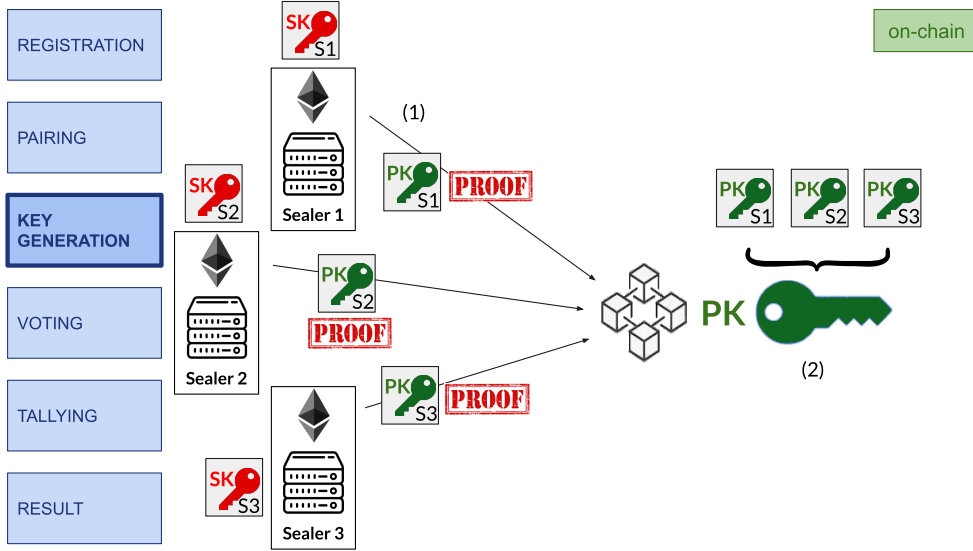 REGISTRATION
PAIRING
KEY
GENERATION
VOTING
TALLYING
RESULT
SK
S1
Sealer 1
(1)
PK
S1
PROOF
SK
S2
Sealer 2
PK
S2
PROOF
SK
S3
Sealer 3
PK
S3
PROOF
on-chain
PK
S1
PK
S2
PK
S3
PK
(2)